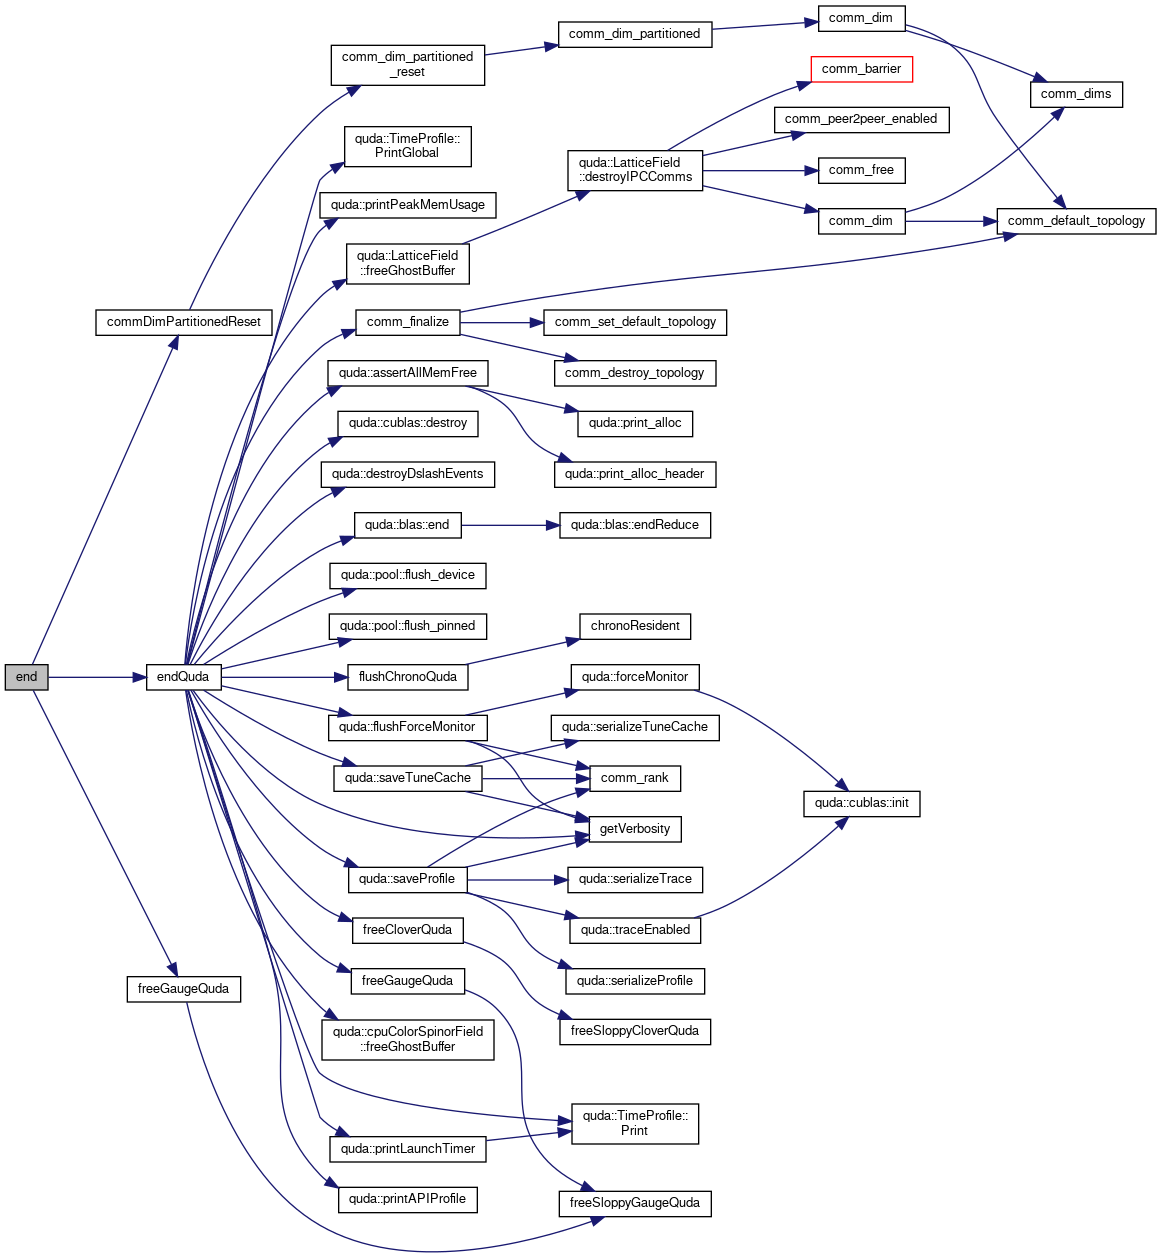 end
commDimPartitionedReset
endQuda
freeGaugeQuda
comm_dim_partitioned
_reset
quda::TimeProfile::
PrintGlobal
quda::printPeakMemUsage
quda::LatticeField
::freeGhostBuffer
comm_finalize
quda::assertAllMemFree
quda::cublas::destroy
quda::destroyDslashEvents
quda::blas::end
quda::pool::flush_device
quda::pool::flush_pinned
flushChronoQuda
quda::flushForceMonitor
quda::saveTuneCache
quda::saveProfile
freeCloverQuda
freeGaugeQuda
quda::cpuColorSpinorField
::freeGhostBuffer
quda::printLaunchTimer
quda::printAPIProfile
comm_dim_partitioned
quda::LatticeField
::destroyIPCComms
comm_set_default_topology
comm_destroy_topology
quda::print_alloc
quda::print_alloc_header
quda::blas::endReduce
chronoResident
quda::forceMonitor
quda::serializeTuneCache
comm_rank
getVerbosity
quda::serializeTrace
quda::traceEnabled
quda::serializeProfile
freeSloppyCloverQuda
quda::TimeProfile::
Print
freeSloppyGaugeQuda
comm_dim
comm_barrier
comm_peer2peer_enabled
comm_free
comm_dim
quda::cublas::init
comm_dims
comm_default_topology